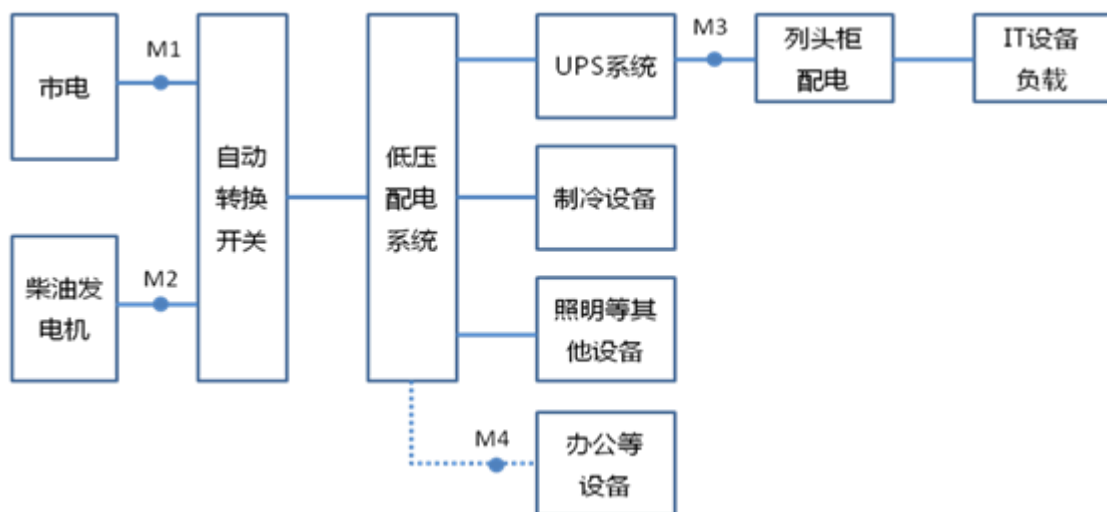 市电
M1
自动
转换
开关
低压
配电
系统
UPS系统
M3
列头柜
配电
IT设备
负载
制冷设备
柴油发
电机
M2
照明等其
他设备
M4
办公等
设备